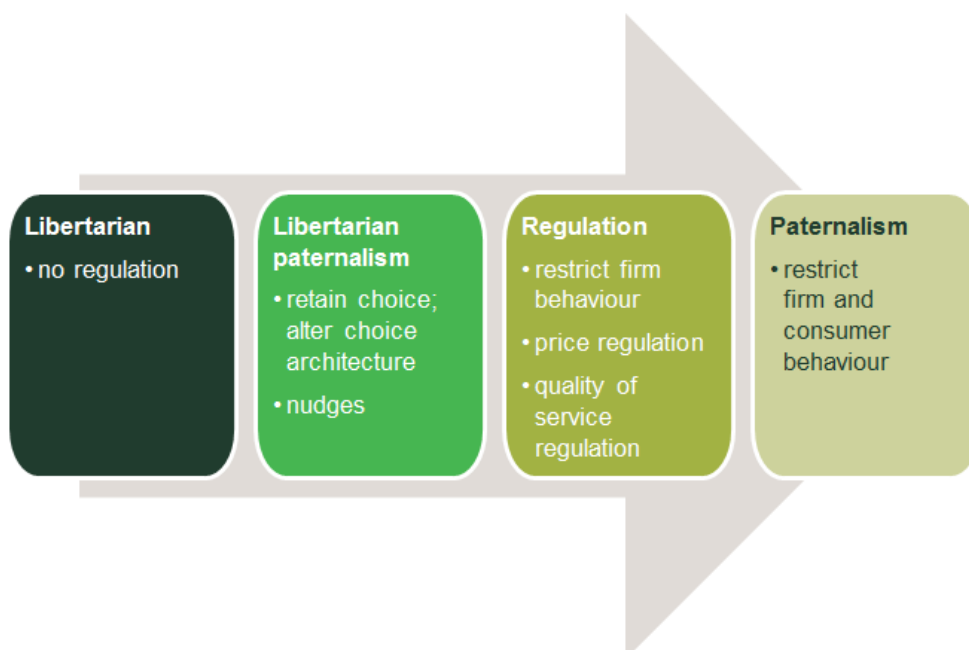 Libertarian
• no regulation
Libertarian
paternalism
• retain choice;
alter choice
architecture
• nudges
Regulation
• restrict firm
behaviour
• price regulation
• quality of
service
regulation
Paternalism
• restrict
firm and
consumer
behaviour